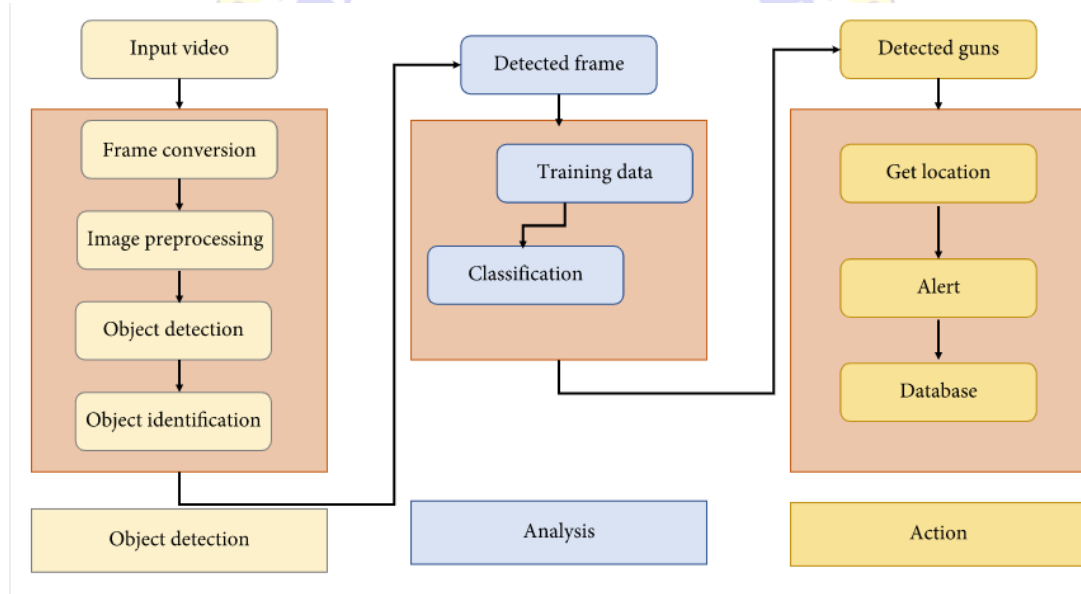 Input video
Frame conversion
Image preprocessing
Object detection
Object identification
Object detection
Detected frame
Training data
Classification
Analysis
Detected guns
Get location
Alert
Database
Action